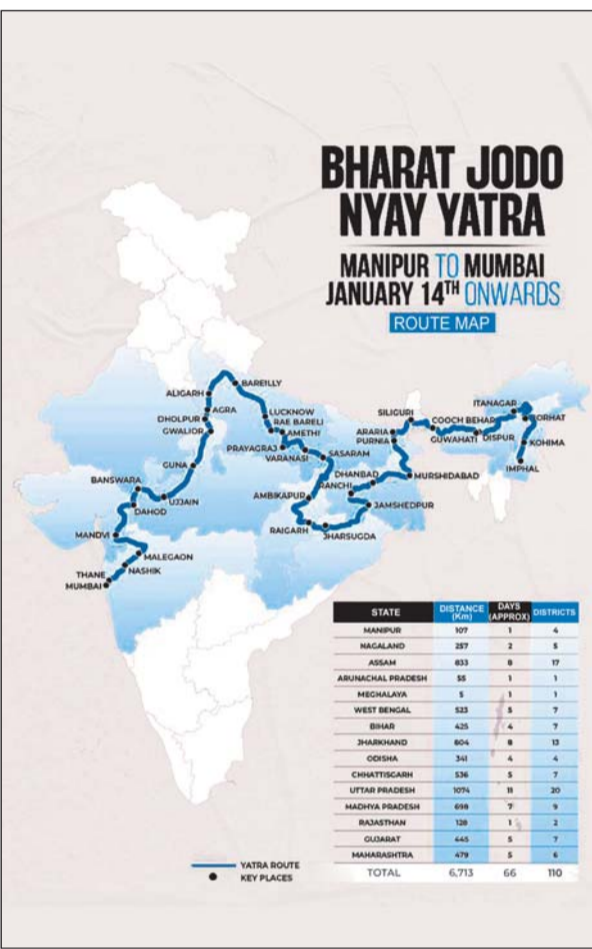 BHARAT JODO
NYAY YATRA
MANIPUR TO MUMBAI
JANUARY 14TH ONWARDS
ROUTE MAP
BAREILLY
ALIGARH
AGRA
DHOLPUR
GWALIOR
LUCKNOW
RAE BARELI
AMETHI
PRAYAGRAJ
VARANASI
SASARAM
GUNA
BANSWARA
UJJAIN
DAHOD
MANDVI
MALEGAON
NASHIK
THANE
MUMBAI
AMBIKAPUR
RAIGARH
JHARSUGDA
JAMSHEDPUR
RANCHI
DHANBAD
MURSHIDABAD
PURNIA
ARARIA
SILIGURI
COOCH BEHAR
GUWAHATI
DISPUR
ITANAGAR
JORHAT
KOHIMA
IMPHAL
STATE DISTANCE (Km) DAYS (APPROX) DISTRICTS
MANIPUR 107 1 4
NAGALAND 257 2 5
ASSAM 833 8 17
ARUNACHAL PRADESH 55 1 1
MEGHALAYA 5 1 1
WEST BENGAL 523 5 7
BIHAR 425 4 7
JHARKHAND 804 8 13
ODISHA 341 4 4
CHHATTISGARH 536 5 7
UTTAR PRADESH 1074 11 20
MADHYA PRADESH 698 7 9
RAJASTHAN 128 1 2
GUJARAT 445 5 7
MAHARASHTRA 479 5 6
TOTAL 6,713 66 110
YATRA ROUTE
KEY PLACES